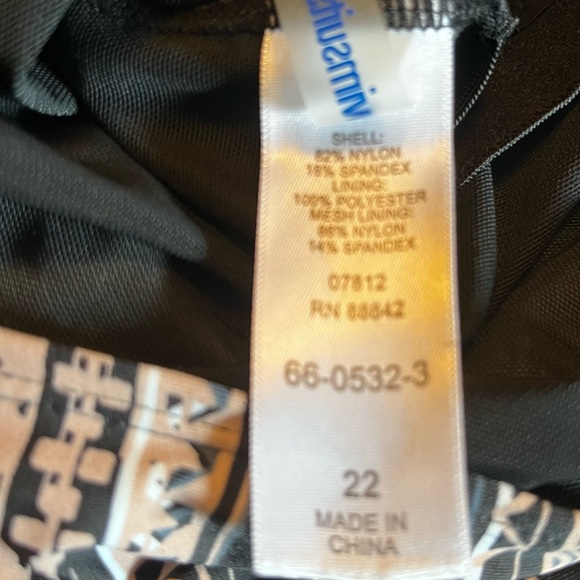 SHELL:
82% NYLON
18% SPANDEX
LINING:
100% POLYESTER
MESH LINING:
86% NYLON
14% SPANDEX
07812
RN 88842
66-0532-3
22
MADE IN
CHINA